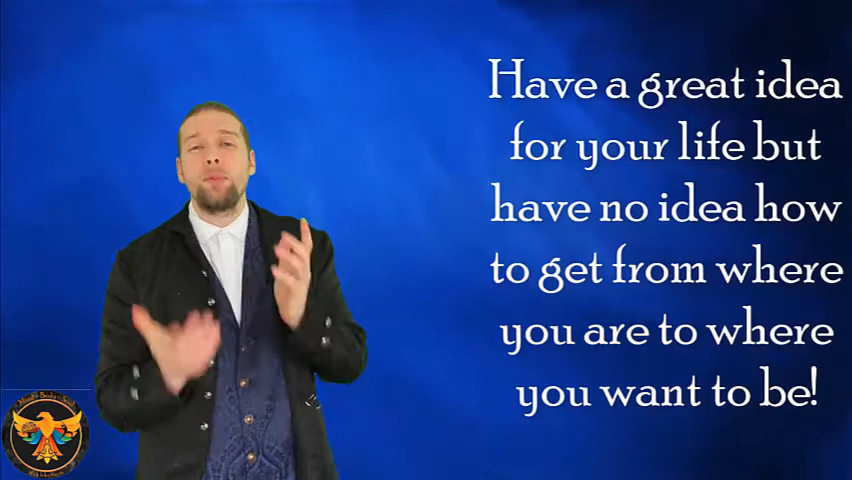 Have a great idea
for your life but
have no idea how
to get from where
you are to where
you want to be!